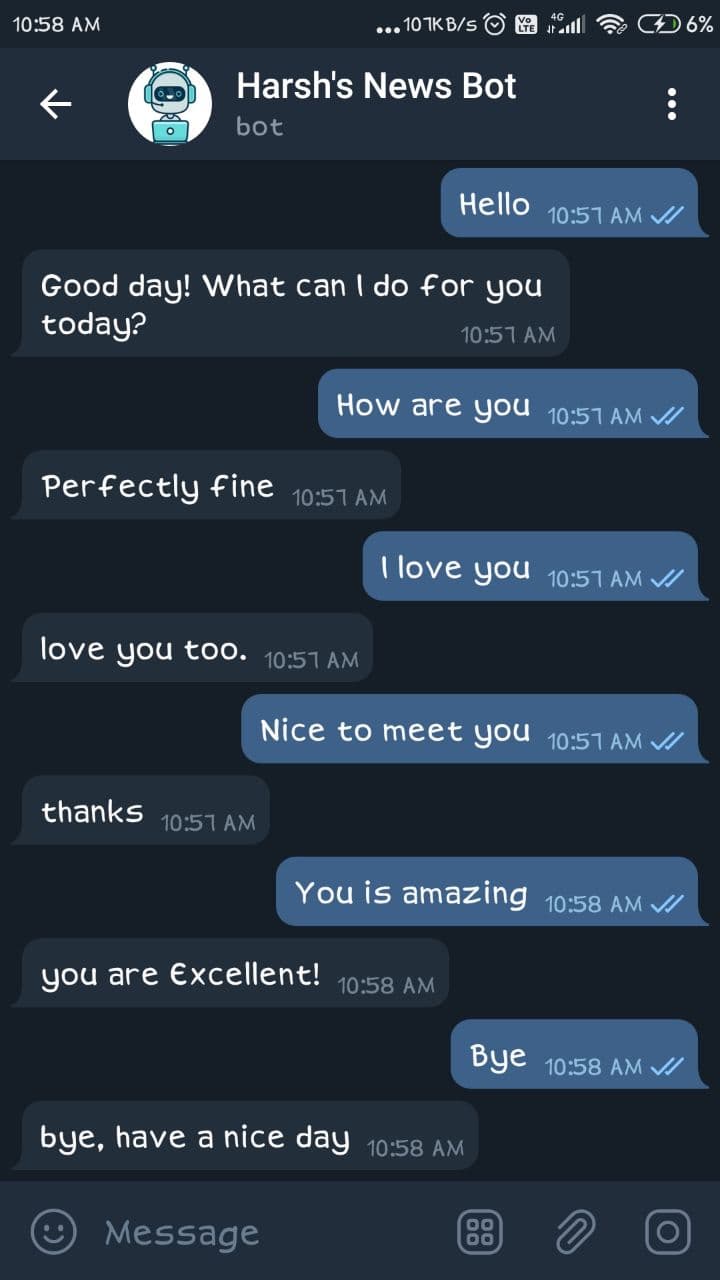 10:58 AM ...107KB/s Vo LTE 4G 6%
Harsh's News Bot
bot
Hello 10:57 AM
Good day! What can I do for you
today? 10:57 AM
How are you 10:57 AM
Perfectly fine 10:57 AM
I love you 10:57 AM
love you too. 10:57 AM
Nice to meet you 10:57 AM
thanks 10:57 AM
You is amazing 10:58 AM
you are Excellent! 10:58 AM
Bye 10:58 AM
bye, have a nice day 10:58 AM
Message